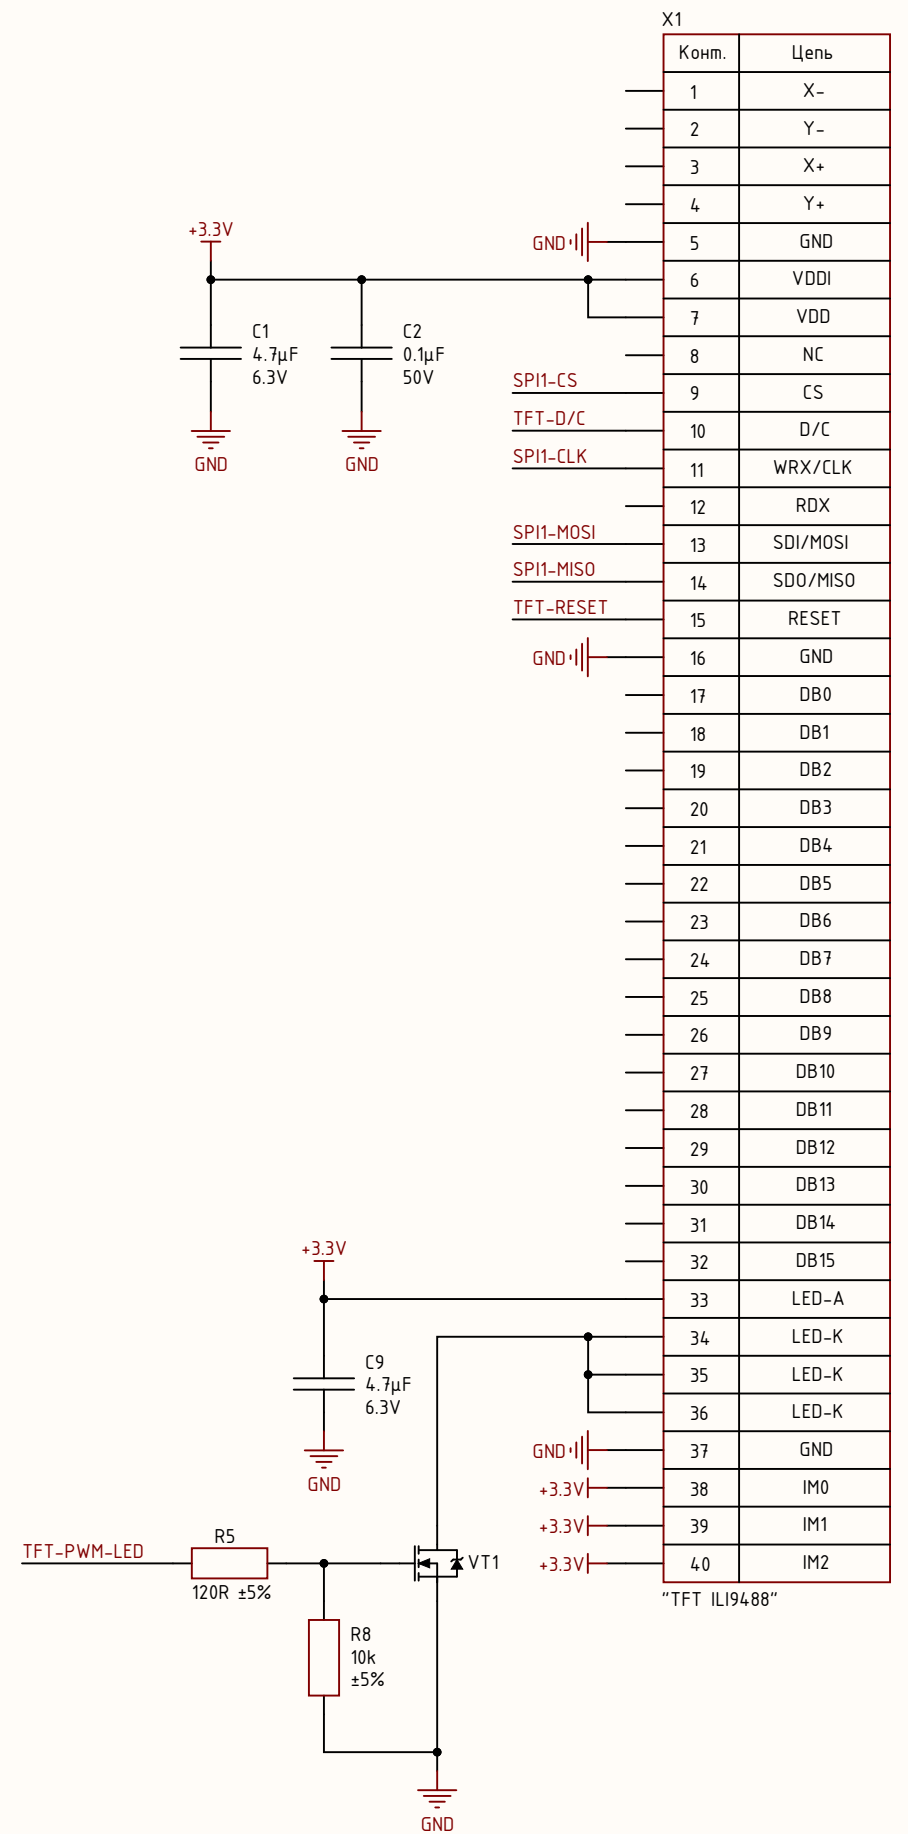 X1
Конт. Цепь
1 X-
2 Y-
3 X+
4 Y+
GND 5 GND
+3.3V
6 VDDI
7 VDD
C1
4.7µF
6.3V
C2
0.1µF
50V
GND
GND
8 NC
SPI1-CS 9 CS
TFT-D/C 10 D/C
SPI1-CLK 11 WRX/CLK
12 RDX
SPI1-MOSI 13 SDI/MOSI
SPI1-MISO 14 SDO/MISO
TFT-RESET 15 RESET
GND 16 GND
17 DB0
18 DB1
19 DB2
20 DB3
21 DB4
22 DB5
23 DB6
24 DB7
25 DB8
26 DB9
27 DB10
28 DB11
29 DB12
30 DB13
31 DB14
32 DB15
+3.3V
33 LED-A
34 LED-K
35 LED-K
36 LED-K
C9
4.7µF
6.3V
GND
GND 37 GND
+3.3V 38 IM0
+3.3V 39 IM1
+3.3V 40 IM2
"TFT ILI9488"
TFT-PWM-LED
R5
120R ±5%
VT1
R8
10k
±5%
GND